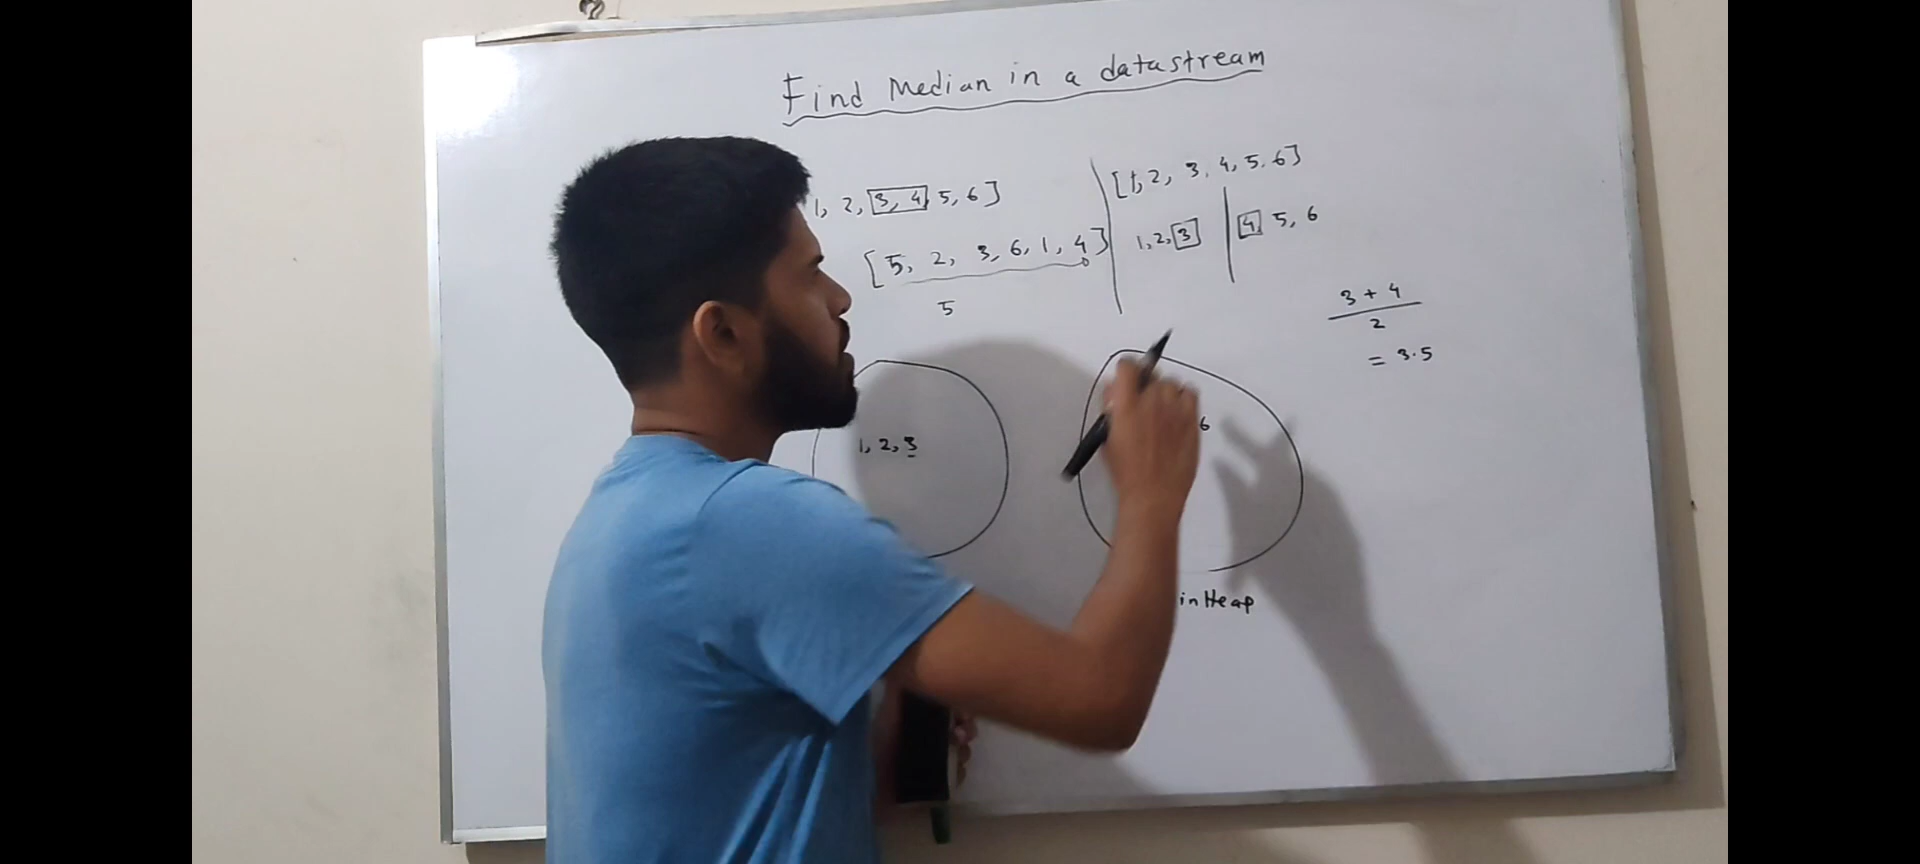 Find Median in a datastream
1, 2, 3, 4, 5, 6]
[5, 2, 3, 6, 1, 4]
5
[1, 2, 3, 4, 5, 6]
1, 2, 3
4, 5, 6
3 + 4
2
= 3.5
1, 2, 3
6
inHeap